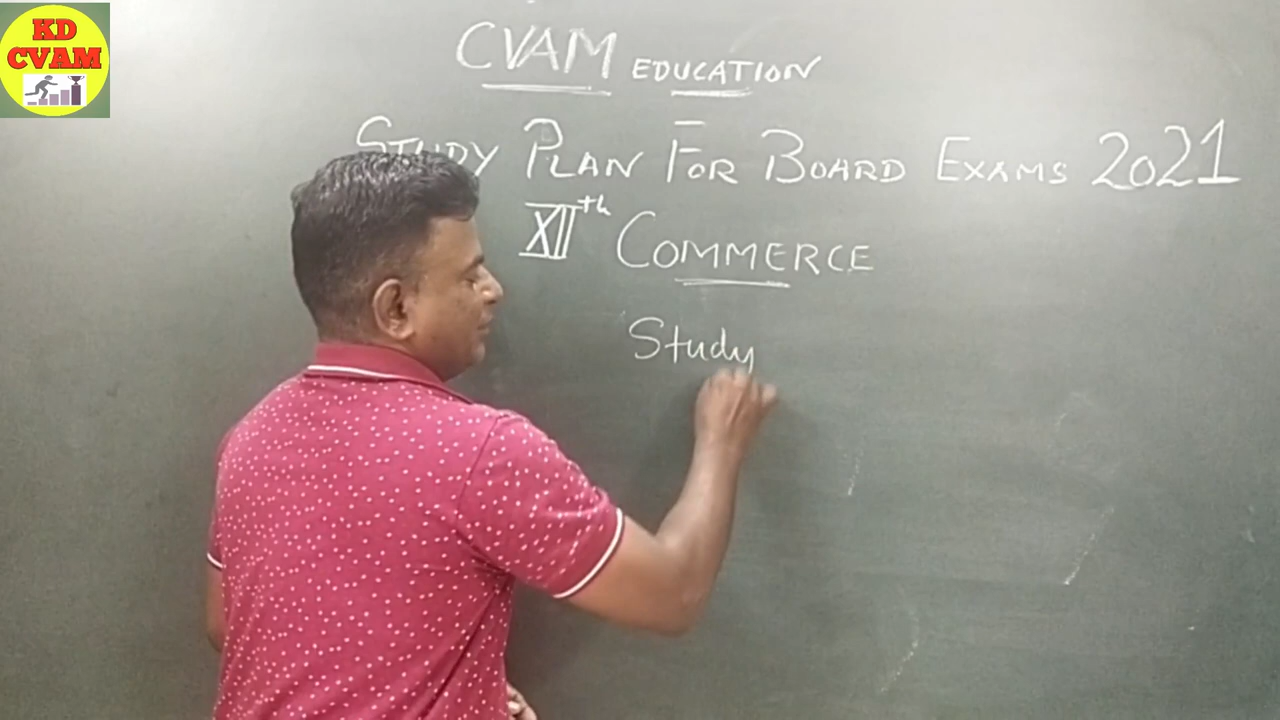 KD
CVAM
CVAM EDUCATION
STUDY PLAN FOR BOARD EXAMS 2021
XIIth COMMERCE
Study